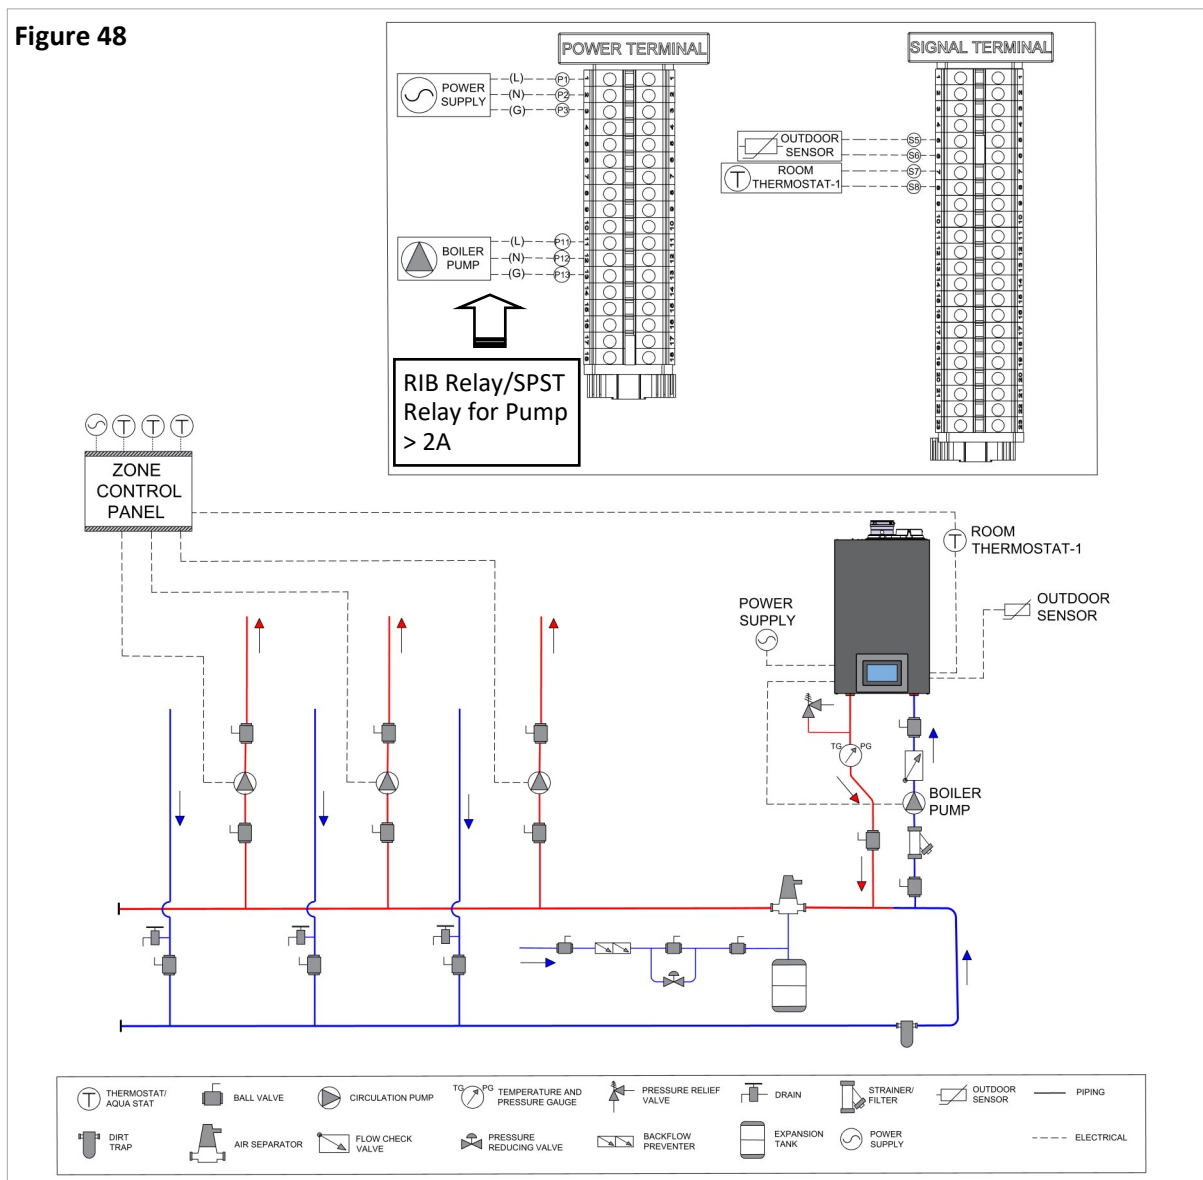 Figure 48
POWER TERMINAL
SIGNAL TERMINAL
POWER
SUPPLY
(L)
(N)
(G)
P1
P2
P3
OUTDOOR
SENSOR
S5
S6
ROOM
THERMOSTAT-1
S7
S8
BOILER
PUMP
(L)
(N)
(G)
P11
P12
P13
RIB Relay/SPST
Relay for Pump
> 2A
T
T
T
ZONE
CONTROL
PANEL
T
ROOM
THERMOSTAT-1
POWER
SUPPLY
OUTDOOR
SENSOR
TG
PG
BOILER
PUMP
T
THERMOSTAT/
AQUA STAT
BALL VALVE
CIRCULATION PUMP
TG
PG
TEMPERATURE AND
PRESSURE GAUGE
PRESSURE RELIEF
VALVE
DRAIN
STRAINER/
FILTER
OUTDOOR
SENSOR
PIPING
DIRT
TRAP
AIR SEPARATOR
FLOW CHECK
VALVE
PRESSURE
REDUCING VALVE
BACKFLOW
PREVENTER
EXPANSION
TANK
POWER
SUPPLY
ELECTRICAL